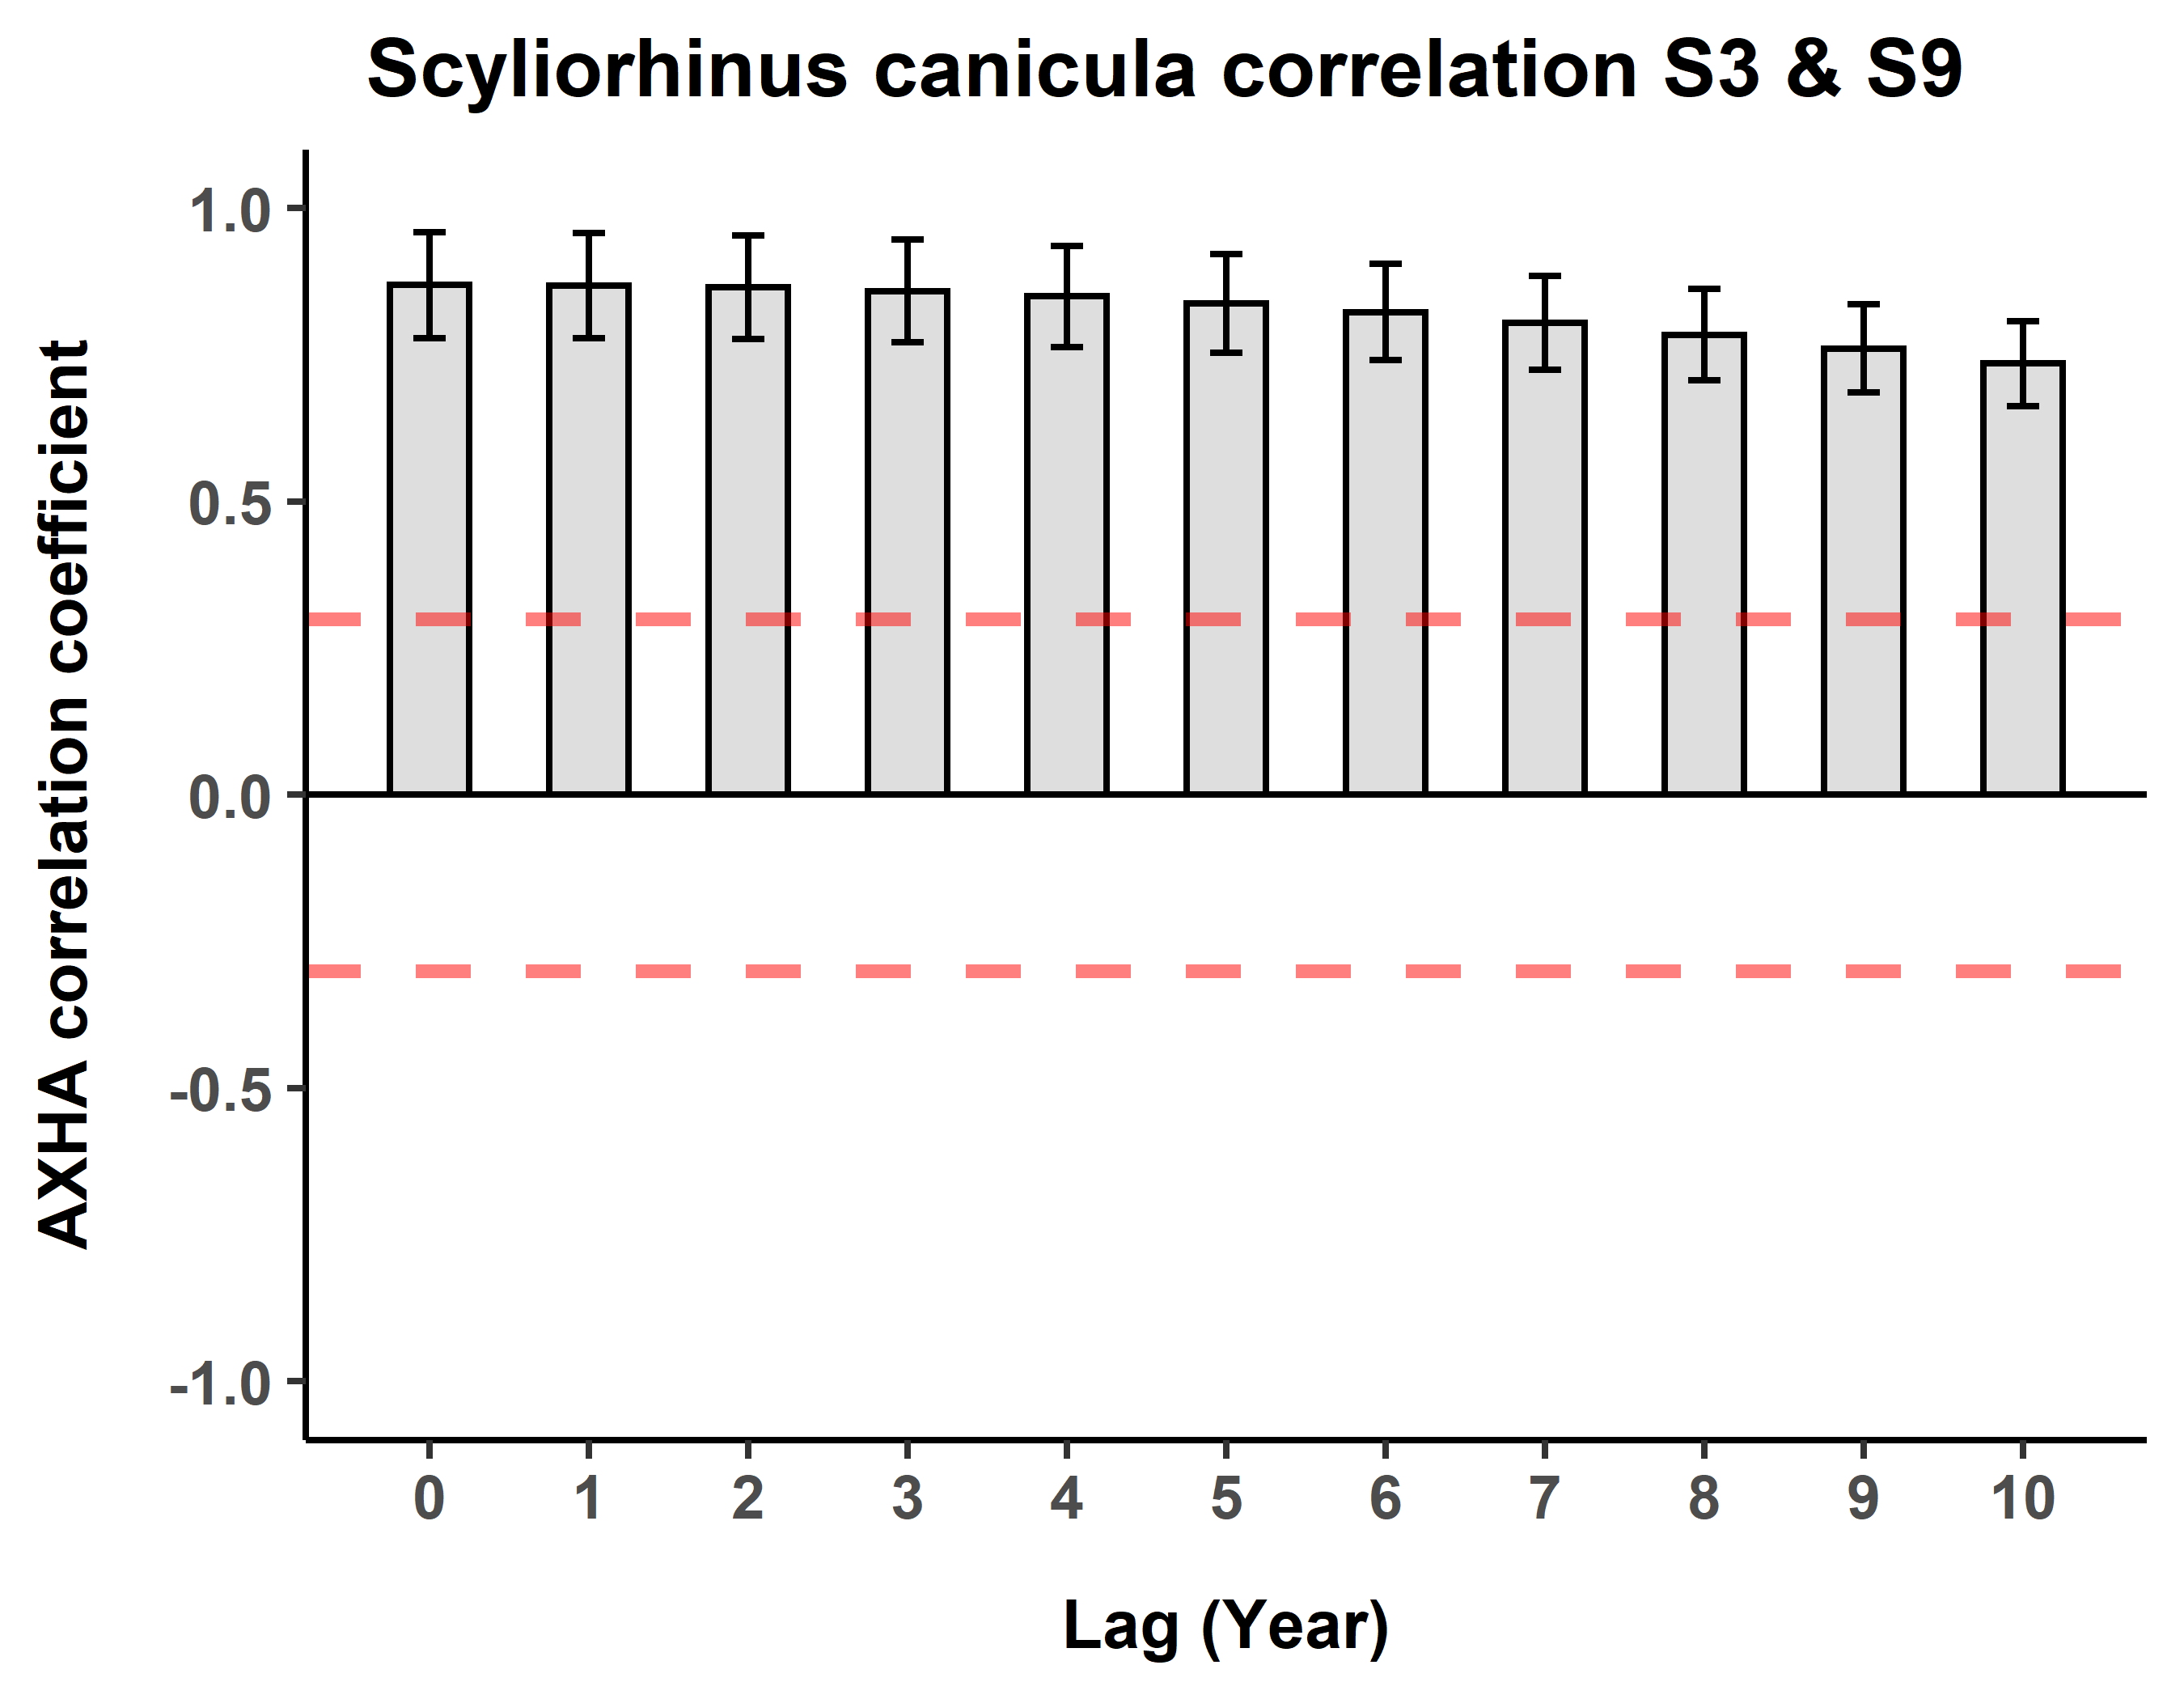 Scyliorhinus canicula correlation S3 & S9
AXHA correlation coefficient
1.0
0.5
0.0
-0.5
-1.0
0 1 2 3 4 5 6 7 8 9 10
Lag (Year)